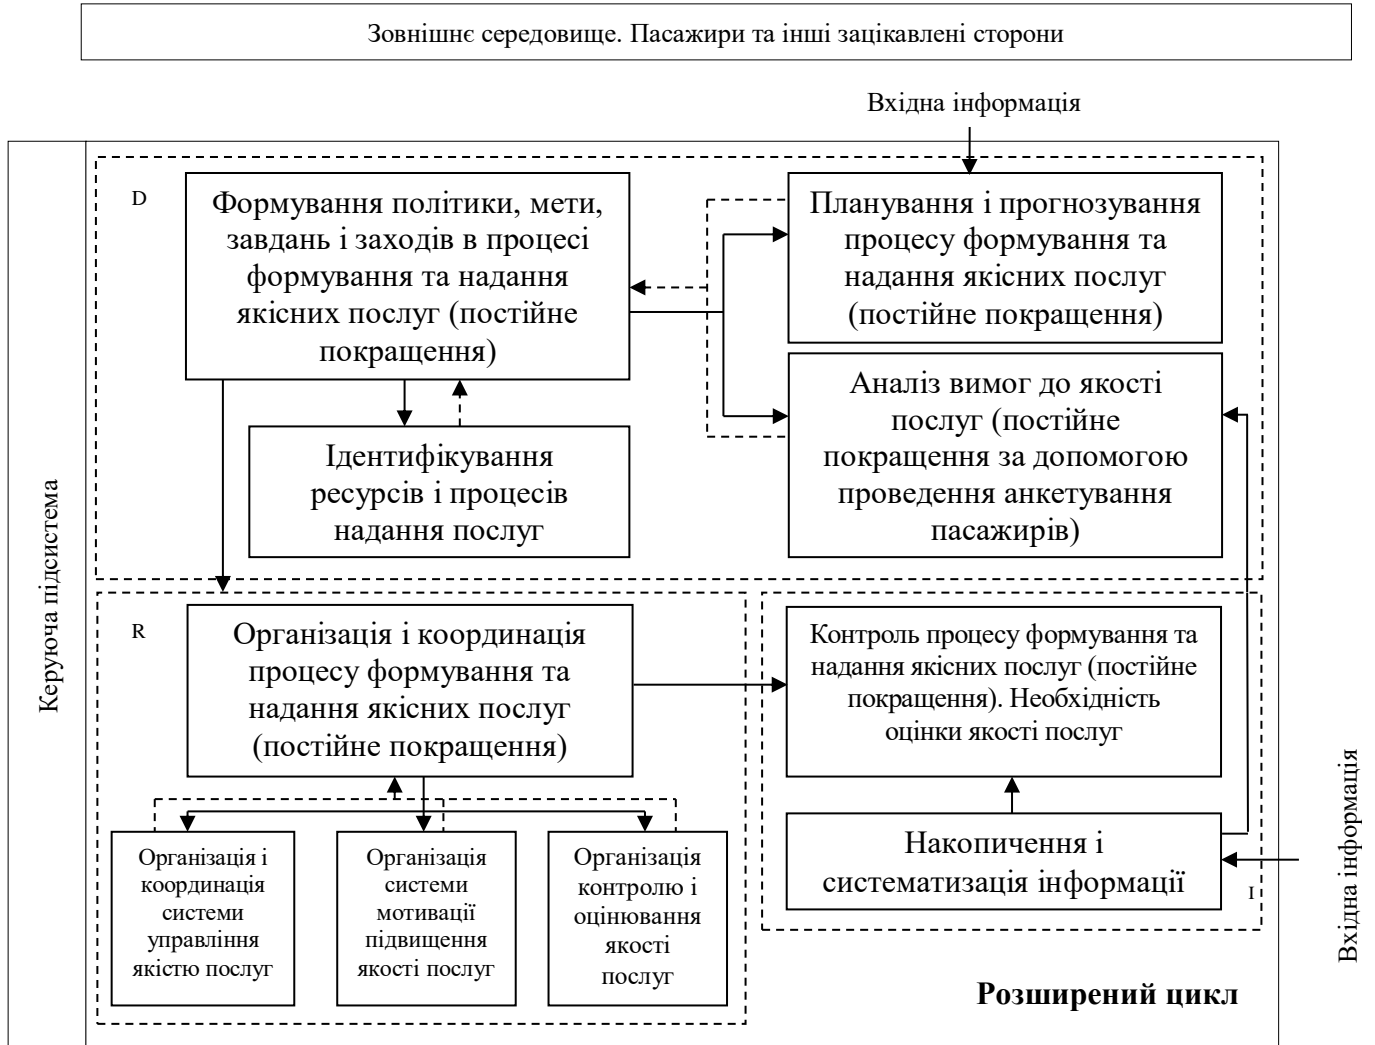 Зовнішнє середовище. Пасажири та інші зацікавлені сторони
Вхідна інформація
Керуюча підсистема
D
Формування політики, мети,
завдань і заходів в процесі
формування та надання
якісних послуг (постійне
покращення)
Планування і прогнозування
процесу формування та
надання якісних послуг
(постійне покращення)
Ідентифікування
ресурсів і процесів
надання послуг
Аналіз вимог до якості
послуг (постійне
покращення за допомогою
проведення анкетування
пасажирів)
R
Організація і координація
процесу формування та
надання якісних послуг
(постійне покращення)
Контроль процесу формування та
надання якісних послуг (постійне
покращення). Необхідність
оцінки якості послуг
Організація і
координація
системи
управління
якістю послуг
Організація
системи
мотивації
підвищення
якості послуг
Організація
контролю і
оцінювання
якості
послуг
Накопичення і
систематизація інформації
I
Вхідна інформація
Розширений цикл